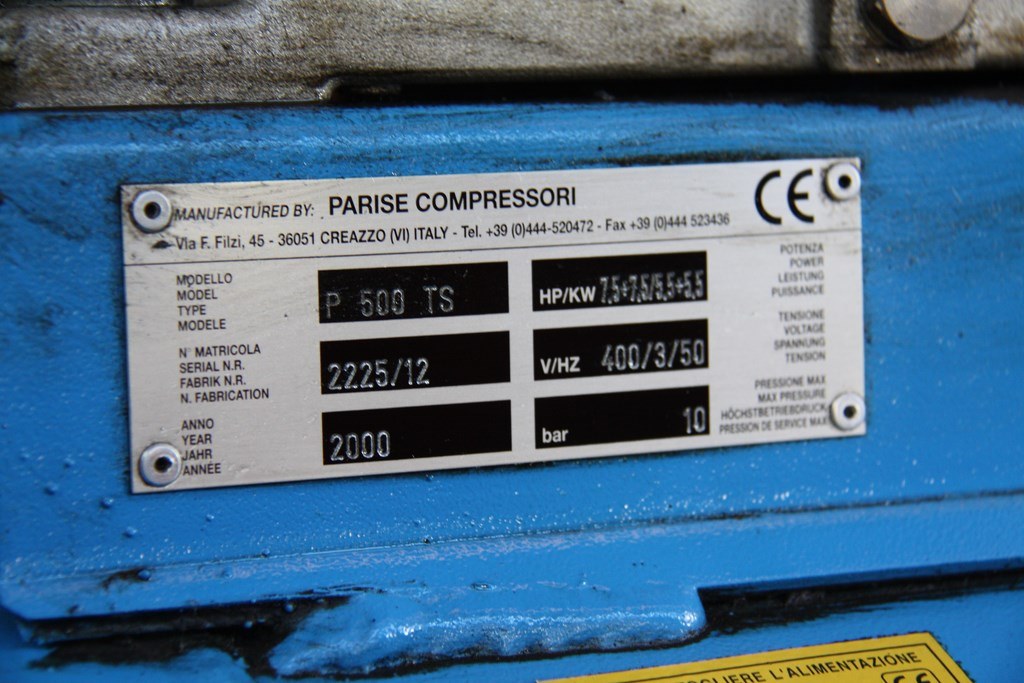 MANUFACTURED BY: PARISE COMPRESSORI
CE
Via F. Filzi, 45 - 36051 CREAZZO (VI) ITALY - Tel. +39 (0)444-520472 - Fax +39 (0)444 523436
MODELLO
MODEL
TYPE
MODELE
P 500 TS
HP/KW 7,5+7,5/5,5+5,5
POTENZA
POWER
LEISTUNG
PUISSANCE
N° MATRICOLA
SERIAL N.R.
FABRIK N.R.
N. FABRICATION
2225/12
V/HZ 400/3/50
TENSIONE
VOLTAGE
SPANNUNG
TENSION
ANNO
YEAR
JAHR
ANNÉE
2000
bar 10
PRESSIONE MAX
MAX PRESSURE
HÖCHSTBETRIEBDRUCK
PRESSION DE SERVICE MAX
L'ALIMENTAZIONE